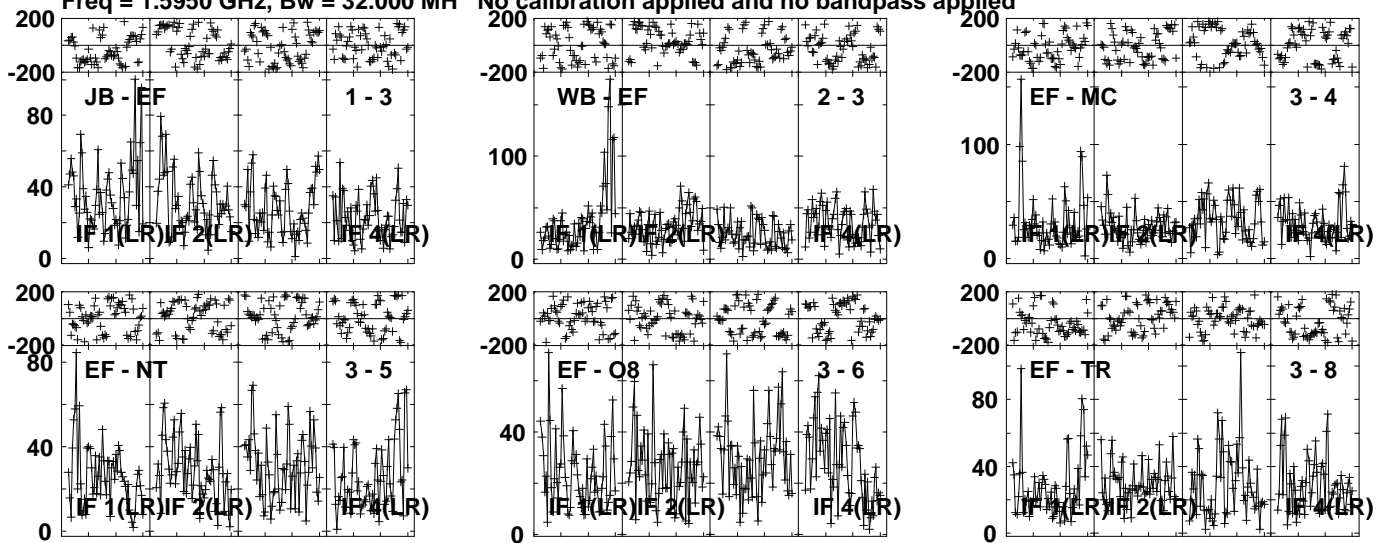 Freq = 1.5950 GHz, Bw = 32.000 MH No calibration applied and no bandpass applied
200
-200
JB - EF 1 - 3
80
40
0
IF 1(LR) IF 2(LR) IF 4(LR)
200
-200
WB - EF 2 - 3
100
0
IF 1(LR) IF 2(LR) IF 4(LR)
200
-200
EF - MC 3 - 4
100
0
IF 1(LR) IF 2(LR) IF 4(LR)
200
-200
EF - NT 3 - 5
80
40
0
IF 1(LR) IF 2(LR) IF 4(LR)
200
-200
EF - O8 3 - 6
40
0
IF 1(LR) IF 2(LR) IF 4(LR)
200
-200
EF - TR 3 - 8
80
40
0
IF 1(LR) IF 2(LR) IF 4(LR)